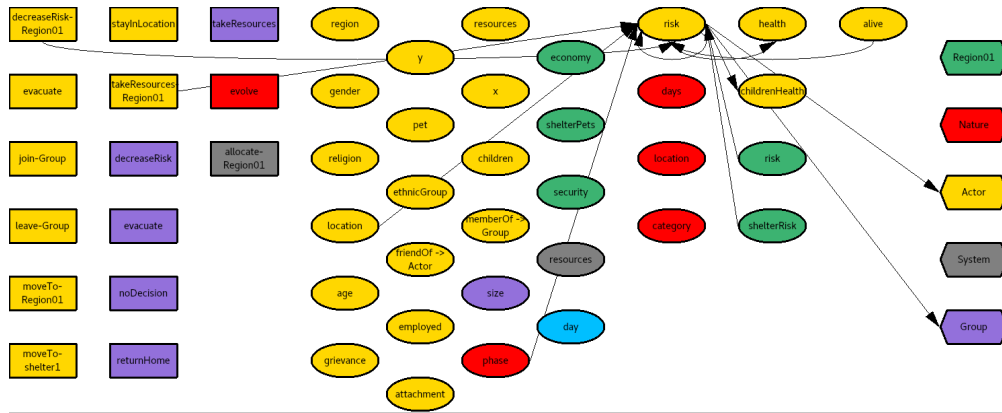 decreaseRisk-
Region01
stayInLocation
takeResources
region
resources
risk
health
alive
y
economy
Region01
evacuate
takeResources
Region01
evolve
gender
x
days
childrenHealth
pet
shelterPets
Nature
join-Group
decreaseRisk
allocate-
Region01
religion
children
location
risk
ethnicGroup
security
Actor
leave-Group
evacuate
location
memberOf ->
Group
category
shelterRisk
friendOf ->
Actor
resources
System
moveTo-
Region01
noDecision
age
size
employed
day
Group
moveTo-
shelter1
returnHome
grievance
phase
attachment